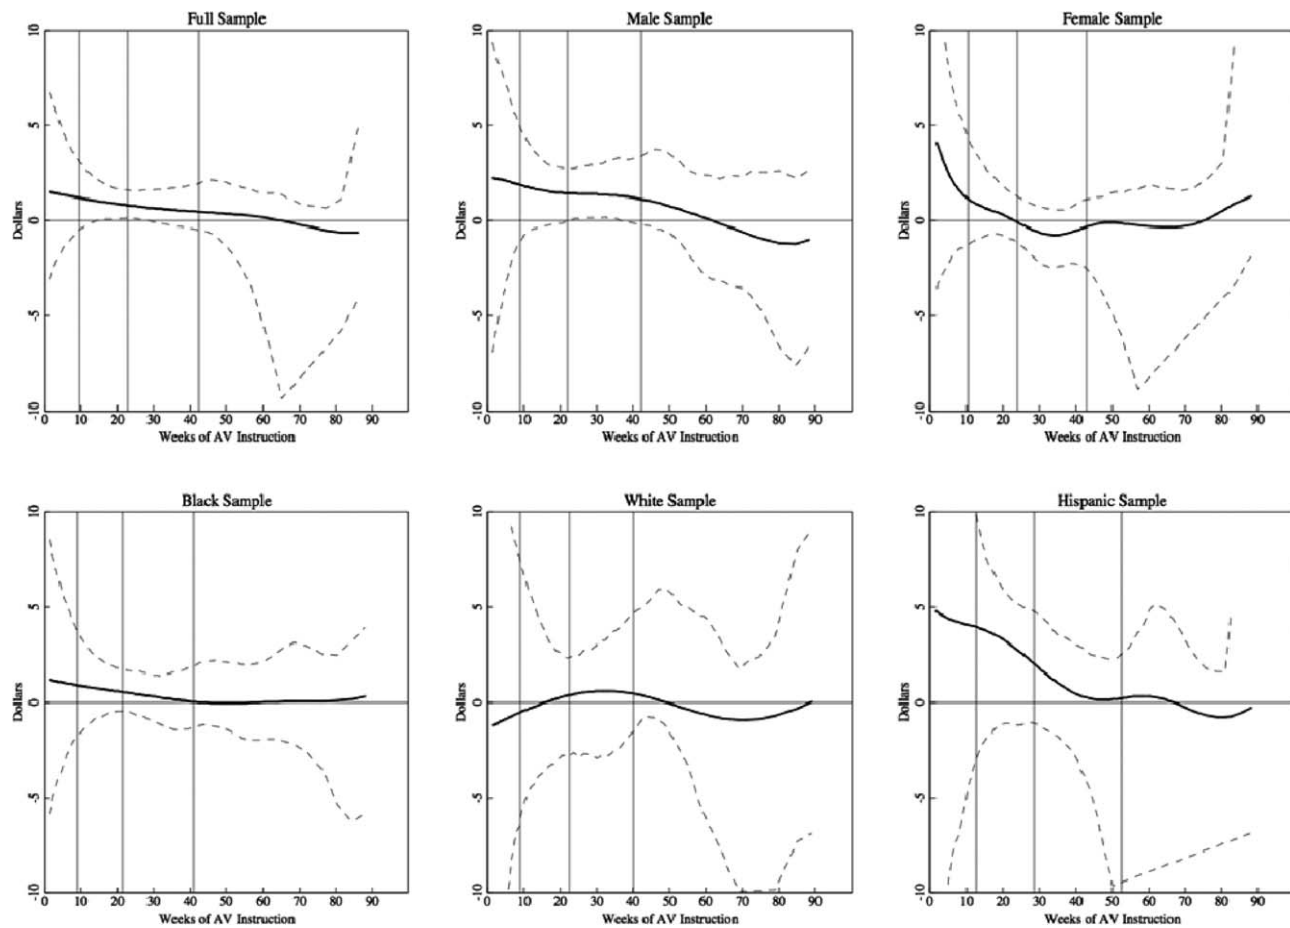 Full Sample
Male Sample
Female Sample
10
5
0
-5
-10
Dollars
0 10 20 30 40 50 60 70 80 90
Weeks of AV Instruction
10
5
0
-5
-10
Dollars
0 10 20 30 40 50 60 70 80 90
Weeks of AV Instruction
10
5
0
-5
-10
Dollars
0 10 20 30 40 50 60 70 80 90
Weeks of AV Instruction
Black Sample
White Sample
Hispanic Sample
10
5
0
-5
-10
Dollars
0 10 20 30 40 50 60 70 80 90
Weeks of AV Instruction
10
5
0
-5
-10
Dollars
0 10 20 30 40 50 60 70 80 90
Weeks of AV Instruction
10
5
0
-5
-10
Dollars
0 10 20 30 40 50 60 70 80 90
Weeks of AV Instruction